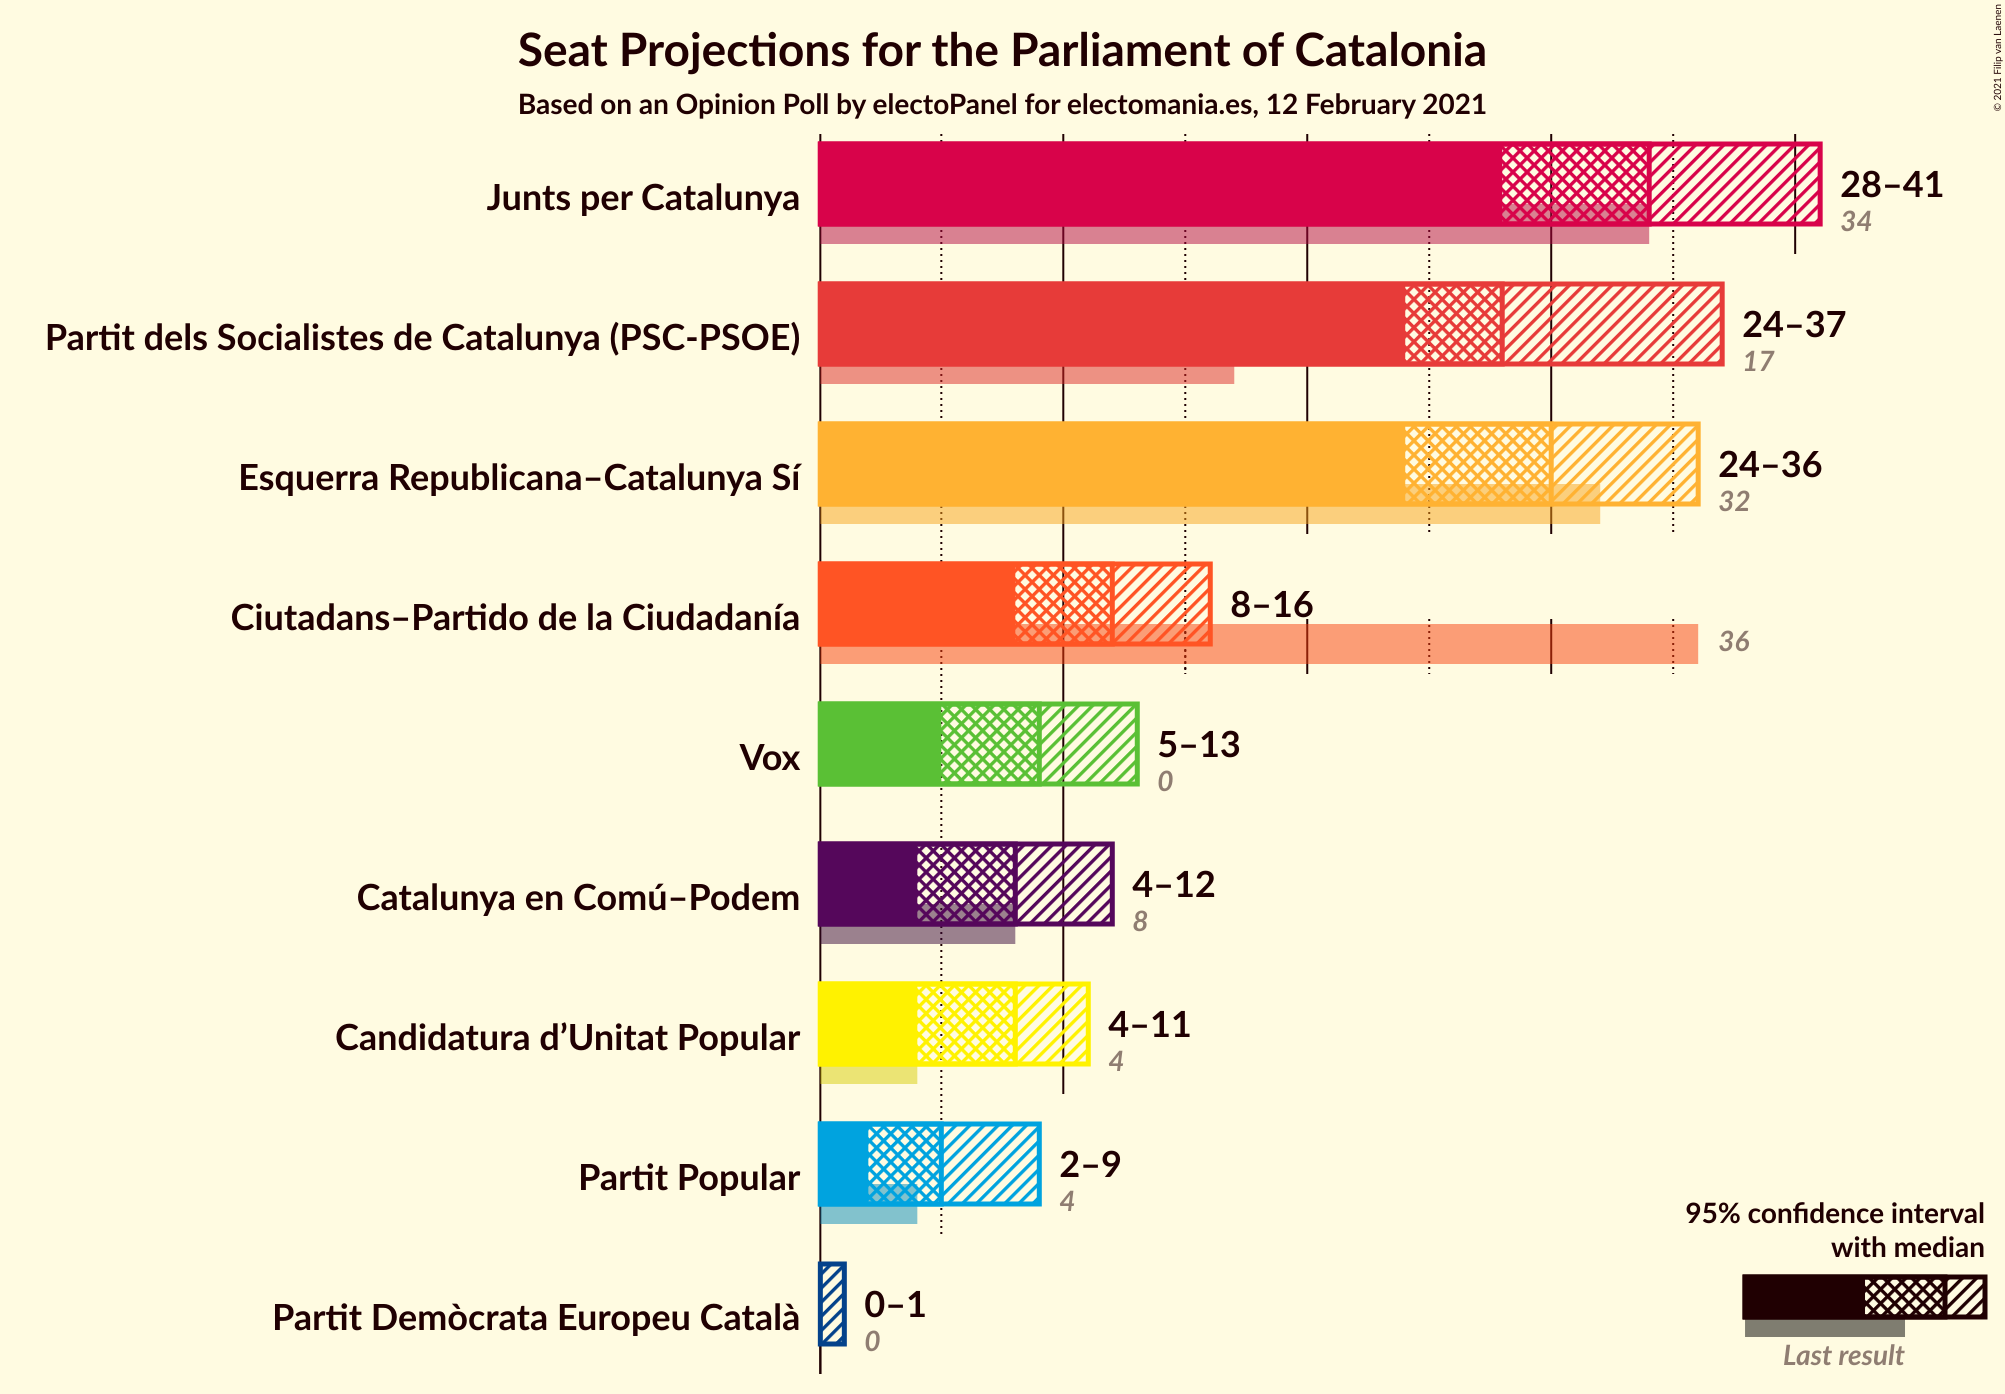 Seat Projections for the Parliament of Catalonia
Based on an Opinion Poll by electoPanel for electomania.es, 12 February 2021
© 2021 Filip van Laenen
Junts per Catalunya
28–41
34
Partit dels Socialistes de Catalunya (PSC-PSOE)
24–37
17
Esquerra Republicana–Catalunya Sí
24–36
32
Ciutadans–Partido de la Ciudadanía
8–16
36
Vox
5–13
0
Catalunya en Comú–Podem
4–12
8
Candidatura d’Unitat Popular
4–11
4
Partit Popular
2–9
4
Partit Demòcrata Europeu Català
0–1
0
95% confidence interval
with median
Last result